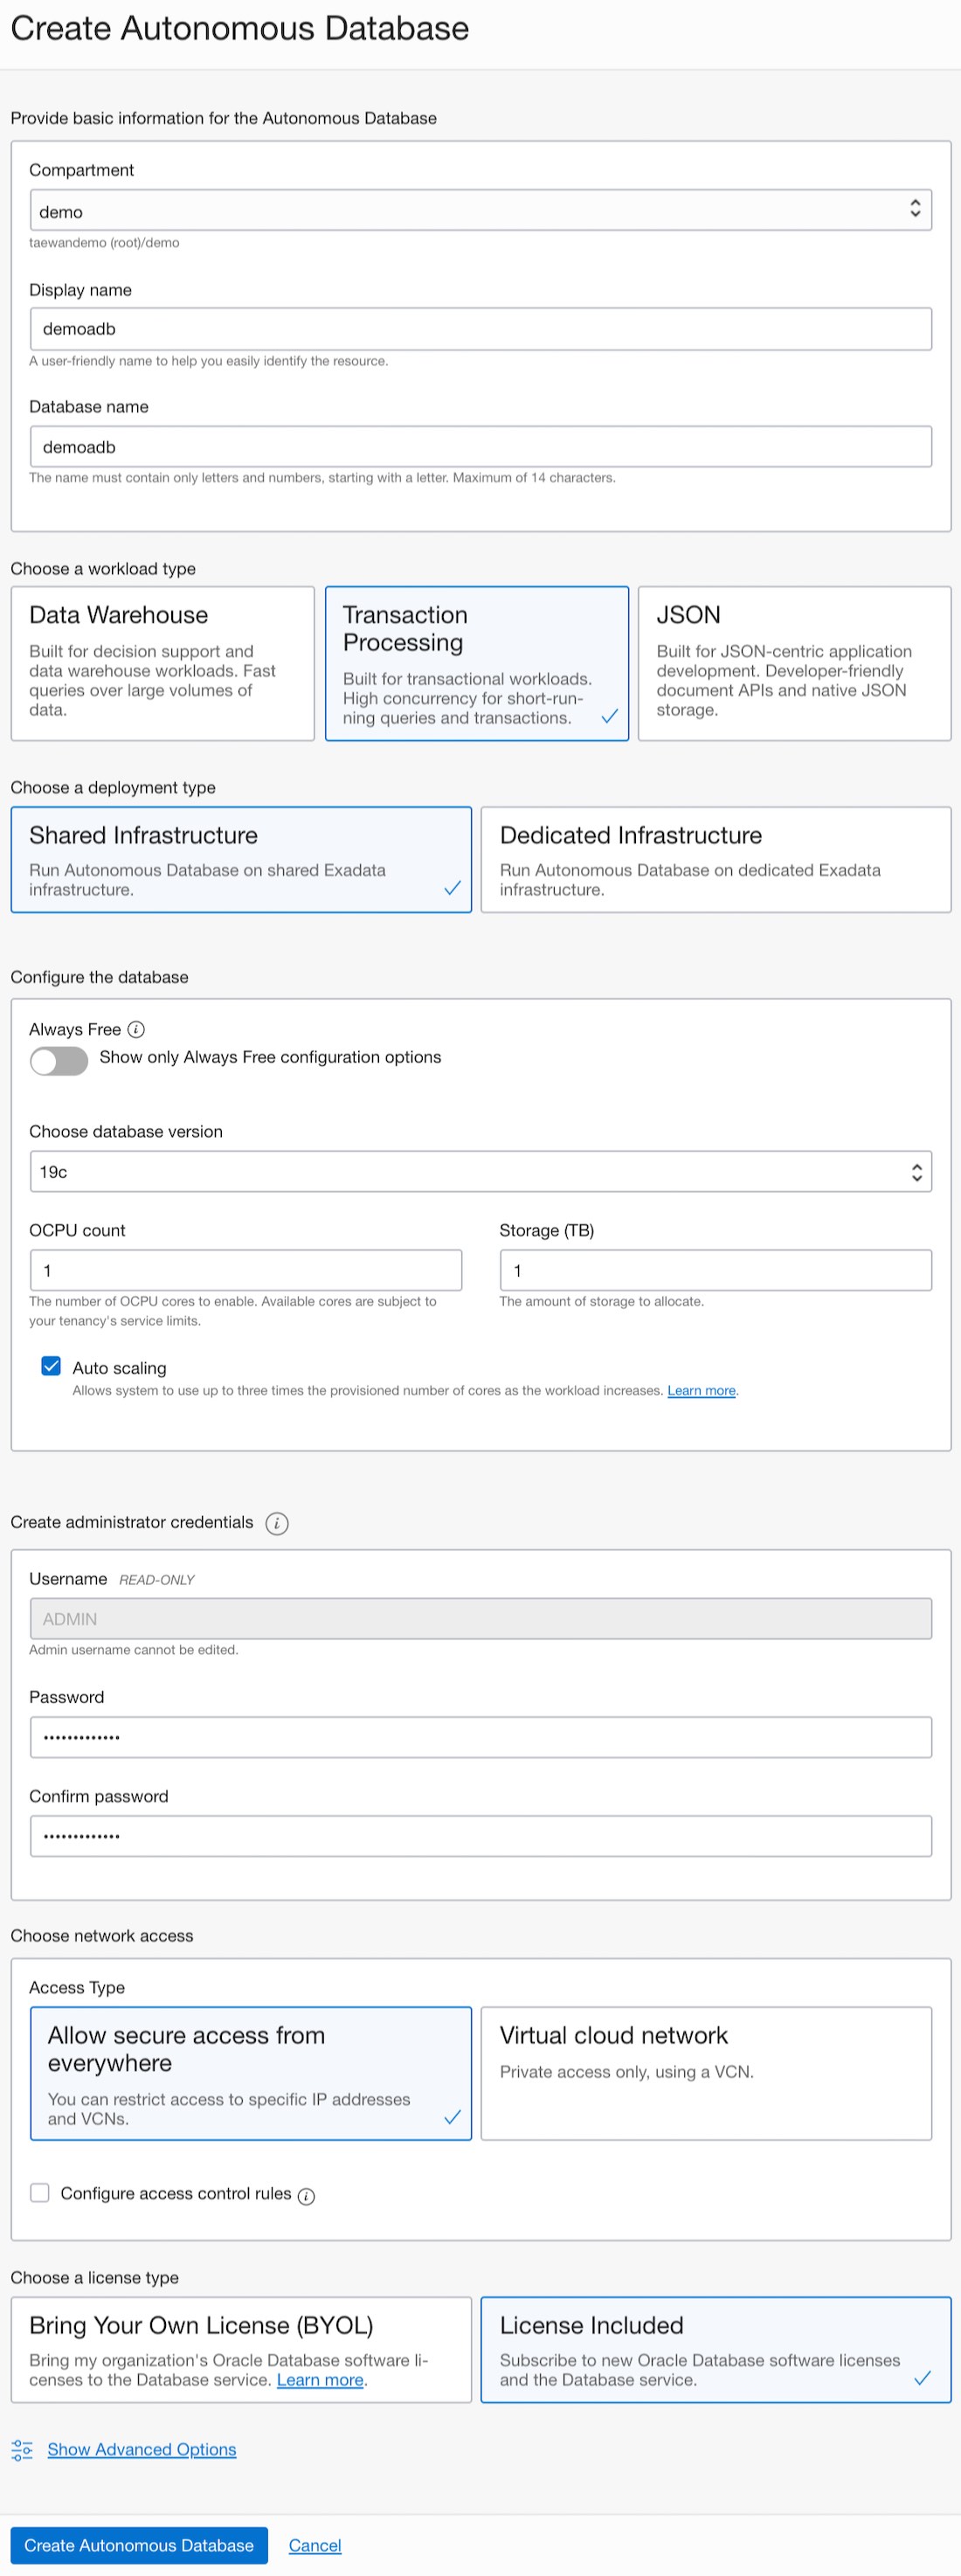 Create Autonomous Database
Provide basic information for the Autonomous Database
Compartment
demo
taewandemo (root)/demo
Display name
demoadb
A user-friendly name to help you easily identify the resource.
Database name
demoadb
The name must contain only letters and numbers, starting with a letter. Maximum of 14 characters.
Choose a workload type
Data Warehouse
Built for decision support and
data warehouse workloads. Fast
queries over large volumes of
data.
Transaction
Processing
Built for transactional workloads.
High concurrency for short-run-
ning queries and transactions.
JSON
Built for JSON-centric application
development. Developer-friendly
document APIs and native JSON
storage.
Choose a deployment type
Shared Infrastructure
Run Autonomous Database on shared Exadata
infrastructure.
Dedicated Infrastructure
Run Autonomous Database on dedicated Exadata
infrastructure.
Configure the database
Always Free
Show only Always Free configuration options
Choose database version
19c
OCPU count
1
The number of OCPU cores to enable. Available cores are subject to
your tenancy's service limits.
Storage (TB)
1
The amount of storage to allocate.
Auto scaling
Allows system to use up to three times the provisioned number of cores as the workload increases. Learn more.
Create administrator credentials
Username READ-ONLY
ADMIN
Admin username cannot be edited.
Password
•••••••••••••
Confirm password
•••••••••••••
Choose network access
Access Type
Allow secure access from
everywhere
You can restrict access to specific IP addresses
and VCNs.
Virtual cloud network
Private access only, using a VCN.
Configure access control rules
Choose a license type
Bring Your Own License (BYOL)
Bring my organization's Oracle Database software li-
censes to the Database service. Learn more.
License Included
Subscribe to new Oracle Database software licenses
and the Database service.
Show Advanced Options
Create Autonomous Database
Cancel